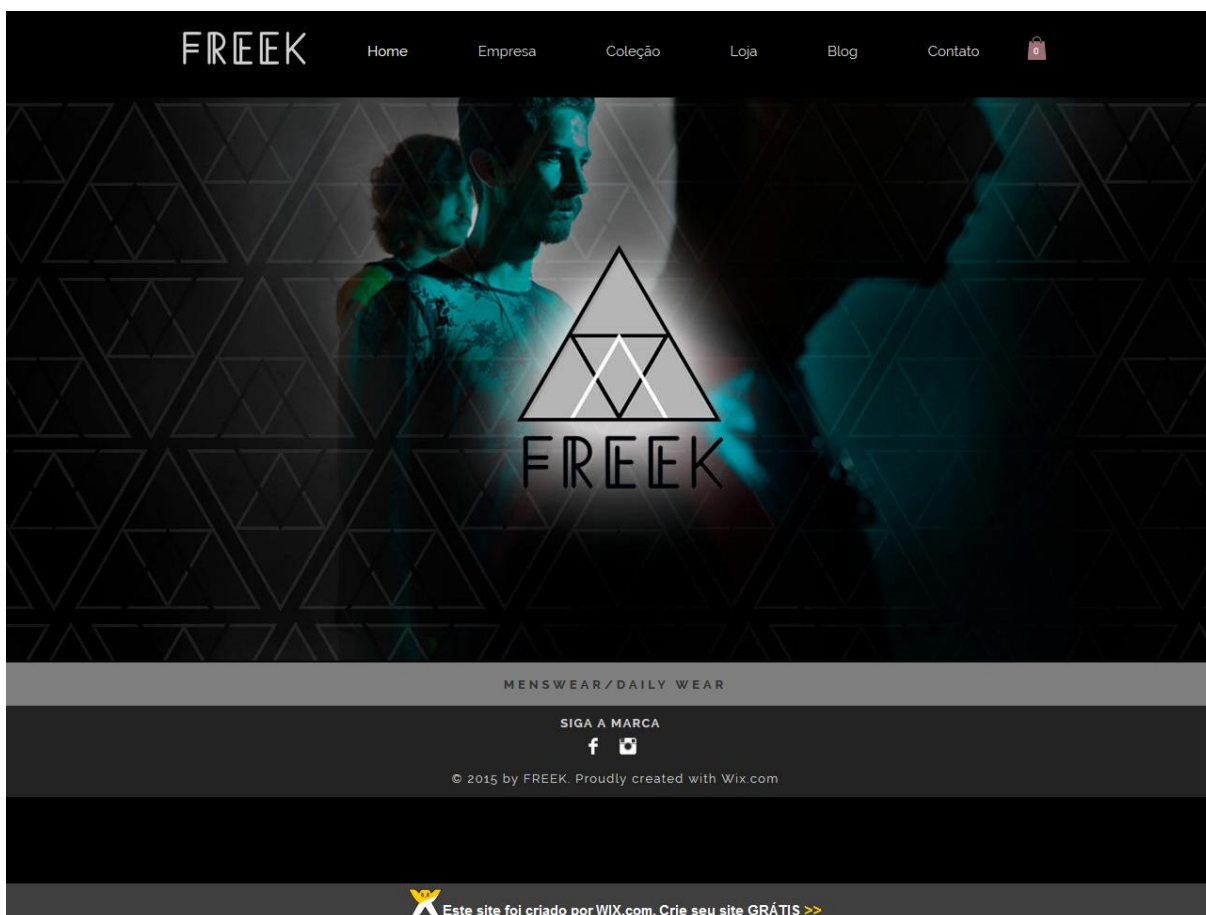 FREEK Home Empresa Coleção Loja Blog Contato 0
FREEK
MENSWEAR/DAILY WEAR
SIGA A MARCA
© 2015 by FREEK. Proudly created with Wix.com
Este site foi criado por WIX.com. Crie seu site GRÁTIS >>